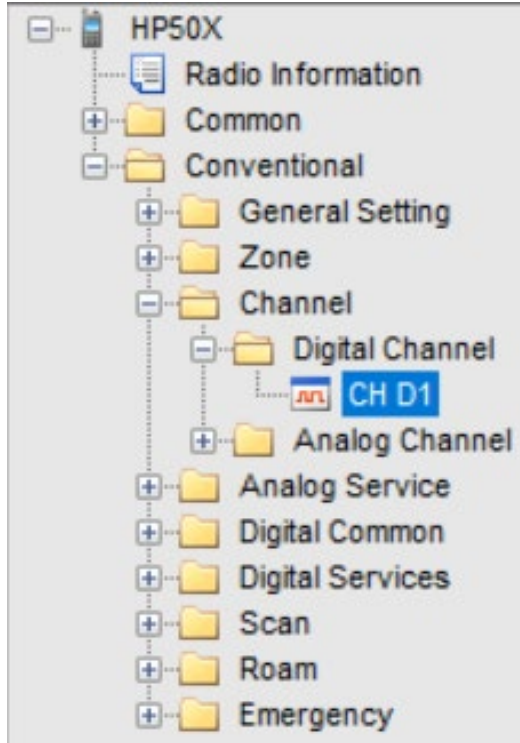 HP50X
Radio Information
Common
Conventional
General Setting
Zone
Channel
Digital Channel
CH D1
Analog Channel
Analog Service
Digital Common
Digital Services
Scan
Roam
Emergency